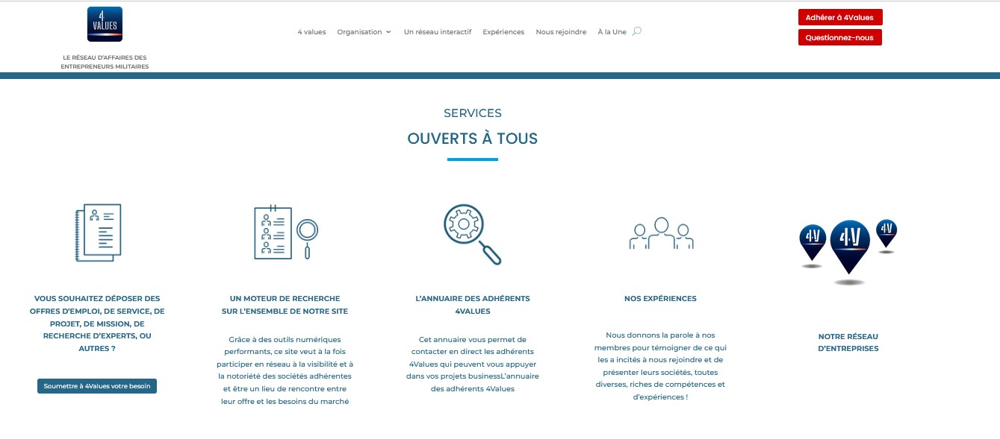 4
VALUES
LE RÉSEAU D'AFFAIRES DES
ENTREPRENEURS MILITAIRES
4 values
Organisation
Un réseau interactif
Expériences
Nous rejoindre
À la Une
Adhérer à 4Values
Questionnez-nous
SERVICES
OUVERTS À TOUS
VOUS SOUHAITEZ DÉPOSER DES
OFFRES D'EMPLOI, DE SERVICE, DE
PROJET, DE MISSION, DE
RECHERCHE D'EXPERTS, OU
AUTRES ?
Soumettre à 4Values votre besoin
UN MOTEUR DE RECHERCHE
SUR L'ENSEMBLE DE NOTRE SITE
Grâce à des outils numériques
performants, ce site veut à la fois
participer en réseau à la visibilité et à
la notoriété des sociétés adhérentes
et être un lieu de rencontre entre
leur offre et les besoins du marché
L'ANNUAIRE DES ADHÉRENTS
4VALUES
Cet annuaire vous permet de
contacter en direct les adhérents
4Values qui peuvent vous appuyer
dans vos projets businessL'annuaire
des adhérents 4Values
NOS EXPÉRIENCES
Nous donnons la parole à nos
membres pour témoigner de ce qui
les a incités à nous rejoindre et de
présenter leurs sociétés, toutes
diverses, riches de compétences et
d'expériences !
4V
4V
4V
NOTRE RÉSEAU
D'ENTREPRISES